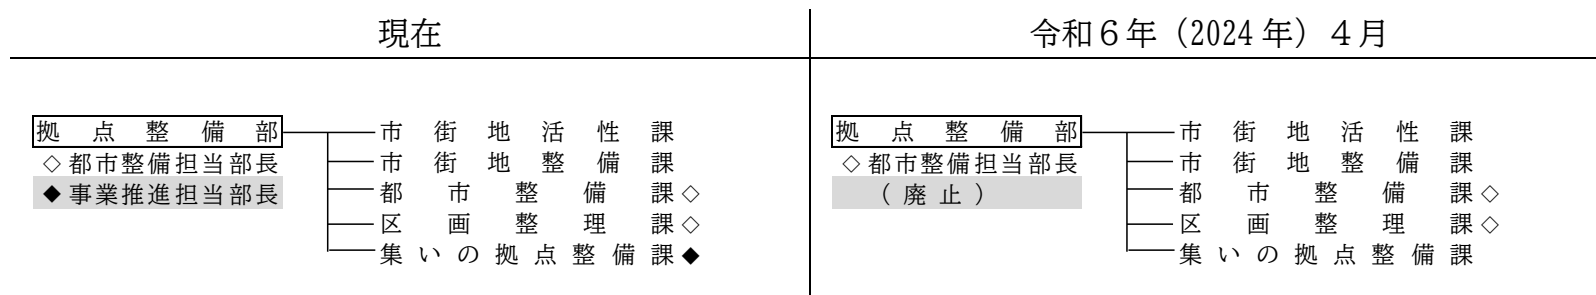 現在
令和６年（2024年）４月
拠点整備部
◇都市整備担当部長
◆事業推進担当部長
市街地活性課
市街地整備課
都市整備課◇
区画整理課◇
集いの拠点整備課◆
拠点整備部
◇都市整備担当部長
(廃止)
市街地活性課
市街地整備課
都市整備課◇
区画整理課◇
集いの拠点整備課